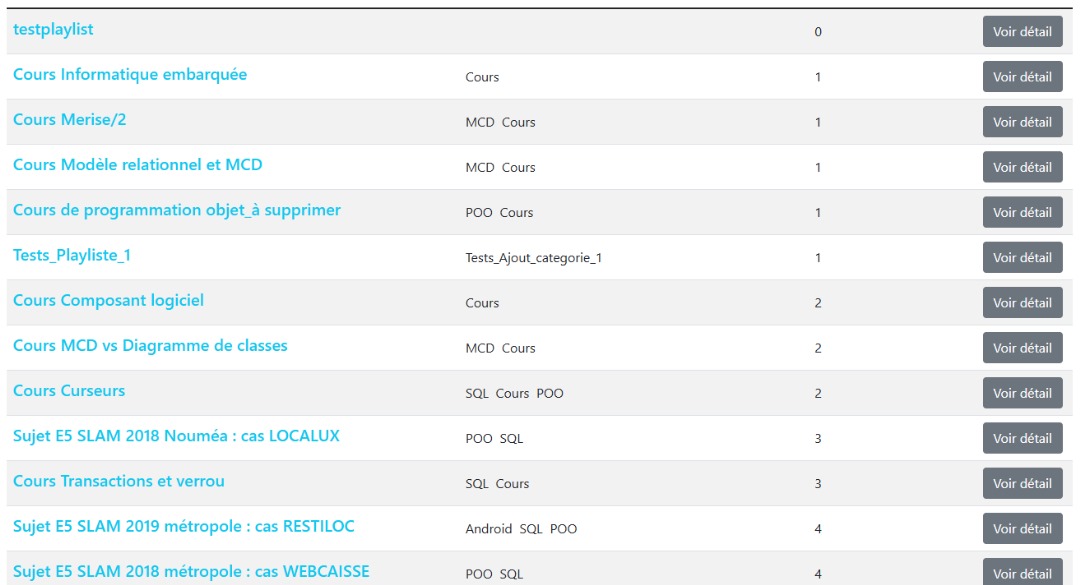 testplaylist 0 Voir détail
Cours Informatique embarquée Cours 1 Voir détail
Cours Merise/2 MCD Cours 1 Voir détail
Cours Modèle relationnel et MCD MCD Cours 1 Voir détail
Cours de programmation objet_à supprimer POO Cours 1 Voir détail
Tests_Playliste_1 Tests_Ajout_categorie_1 1 Voir détail
Cours Composant logiciel Cours 2 Voir détail
Cours MCD vs Diagramme de classes MCD Cours 2 Voir détail
Cours Curseurs SQL Cours POO 2 Voir détail
Sujet E5 SLAM 2018 Nouméa : cas LOCALUX POO SQL 3 Voir détail
Cours Transactions et verrou SQL Cours 3 Voir détail
Sujet E5 SLAM 2019 métropole : cas RESTILOC Android SQL POO 4 Voir détail
Sujet E5 SLAM 2018 métropole : cas WEBCAISSE POO SQL 4 Voir détail